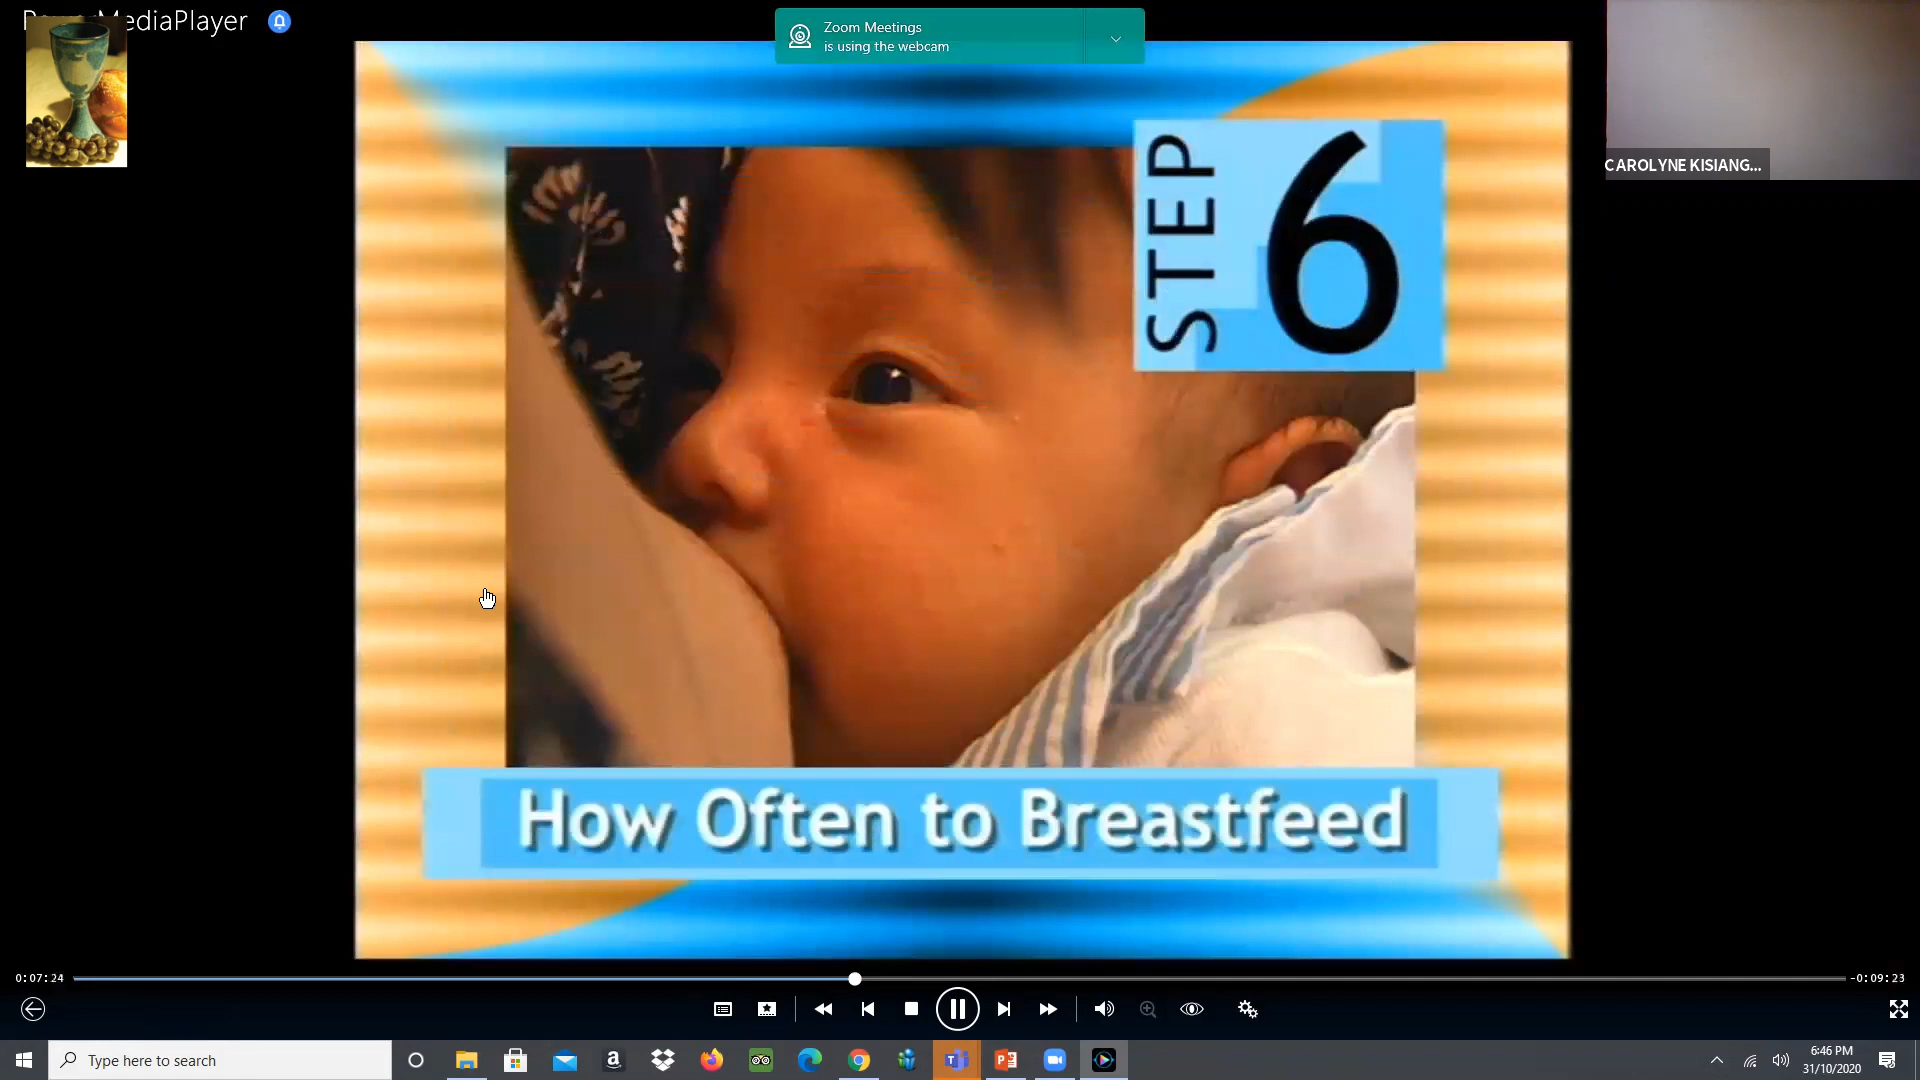 MediaPlayer
Zoom Meetings
is using the webcam
CAROLYNE KISIANG...
STEP 6
How Often to Breastfeed
0:07:24
-0:09:23
Type here to search
6:46 PM
31/10/2020